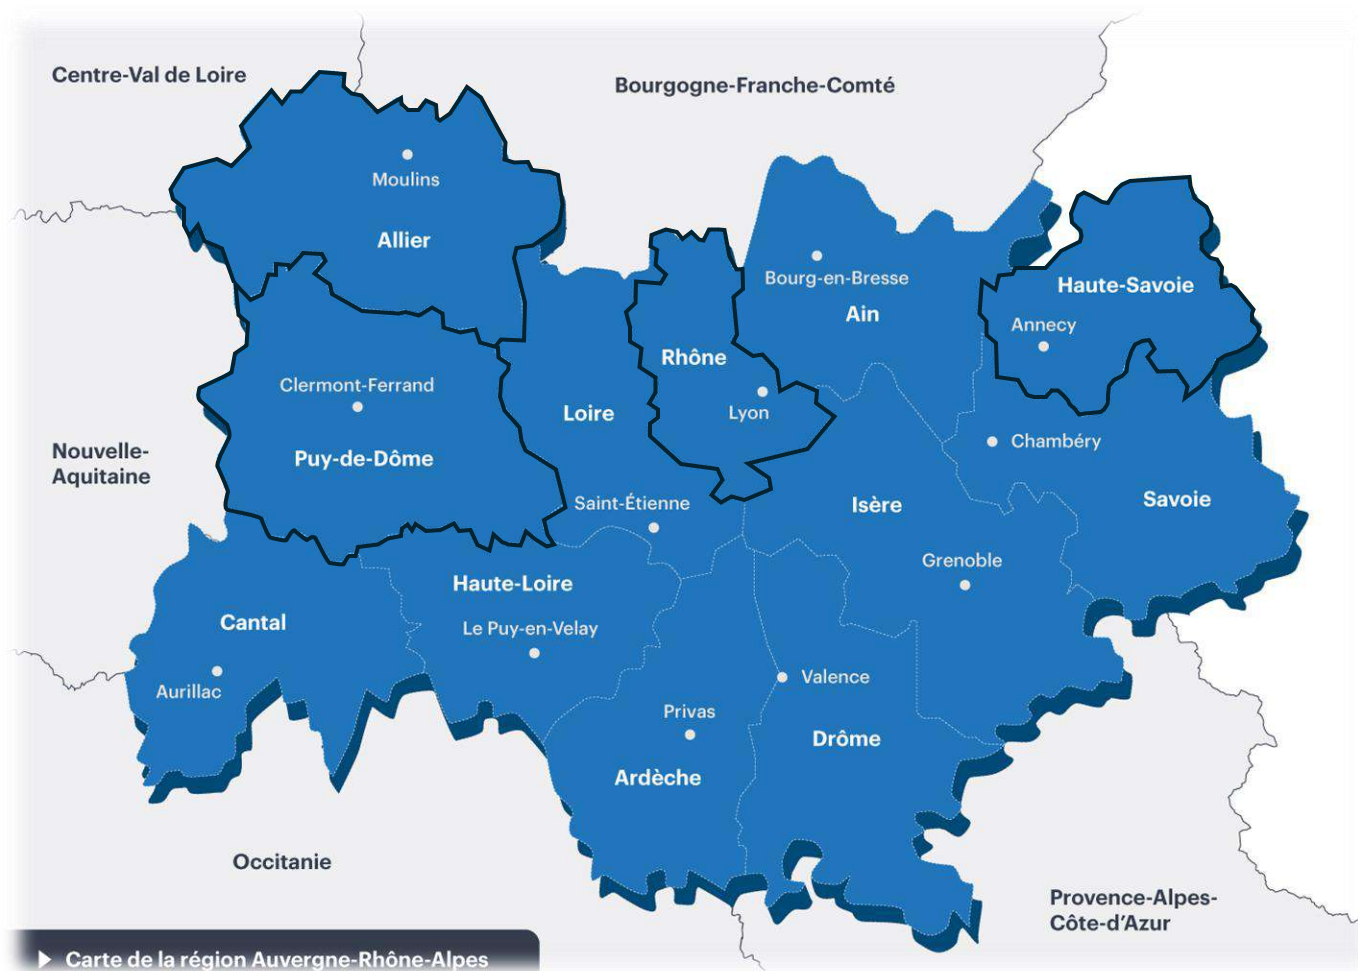 Centre-Val de Loire
Bourgogne-Franche-Comté
Moulins
Allier
Bourg-en-Bresse
Ain
Haute-Savoie
Annecy
Rhône
Lyon
Clermont-Ferrand
Puy-de-Dôme
Loire
Chambéry
Nouvelle-
Aquitaine
Saint-Étienne
Isère
Savoie
Grenoble
Haute-Loire
Le Puy-en-Velay
Cantal
Aurillac
Valence
Privas
Drôme
Ardèche
Occitanie
Provence-Alpes-
Côte-d'Azur
Carte de la région Auvergne-Rhône-Alpes